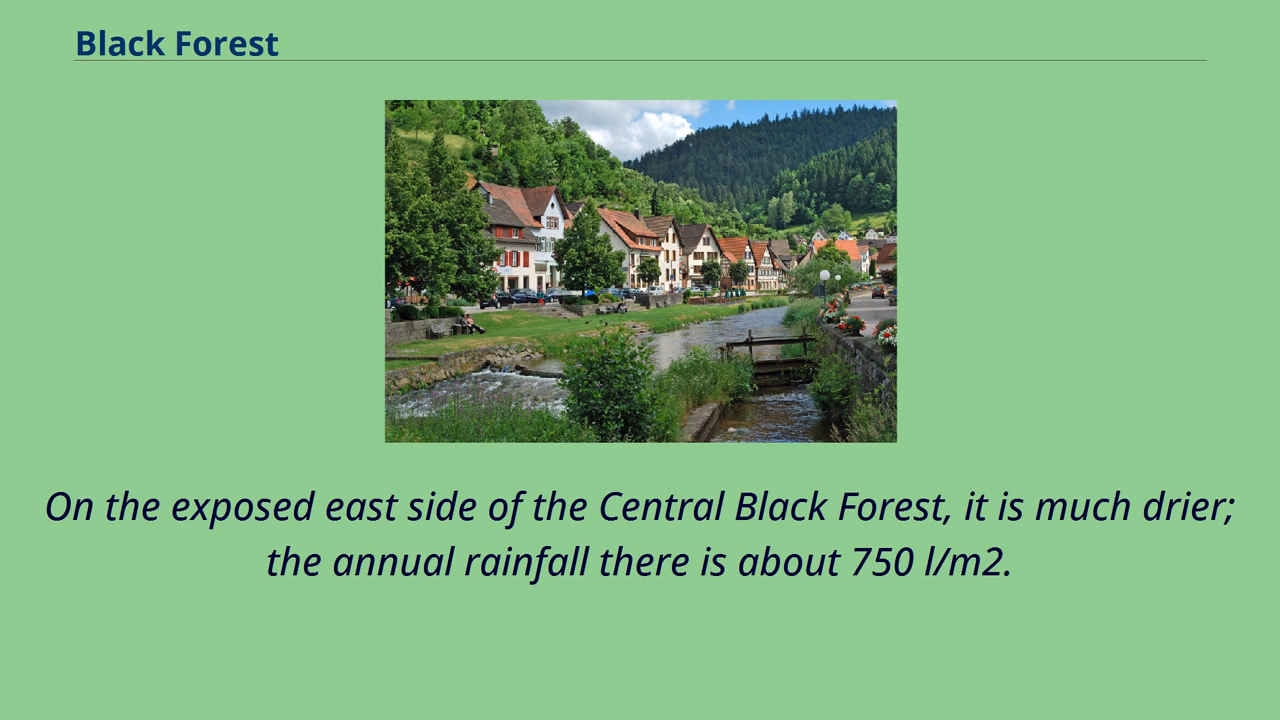 Black Forest
On the exposed east side of the Central Black Forest, it is much drier;
the annual rainfall there is about 750 l/m2.